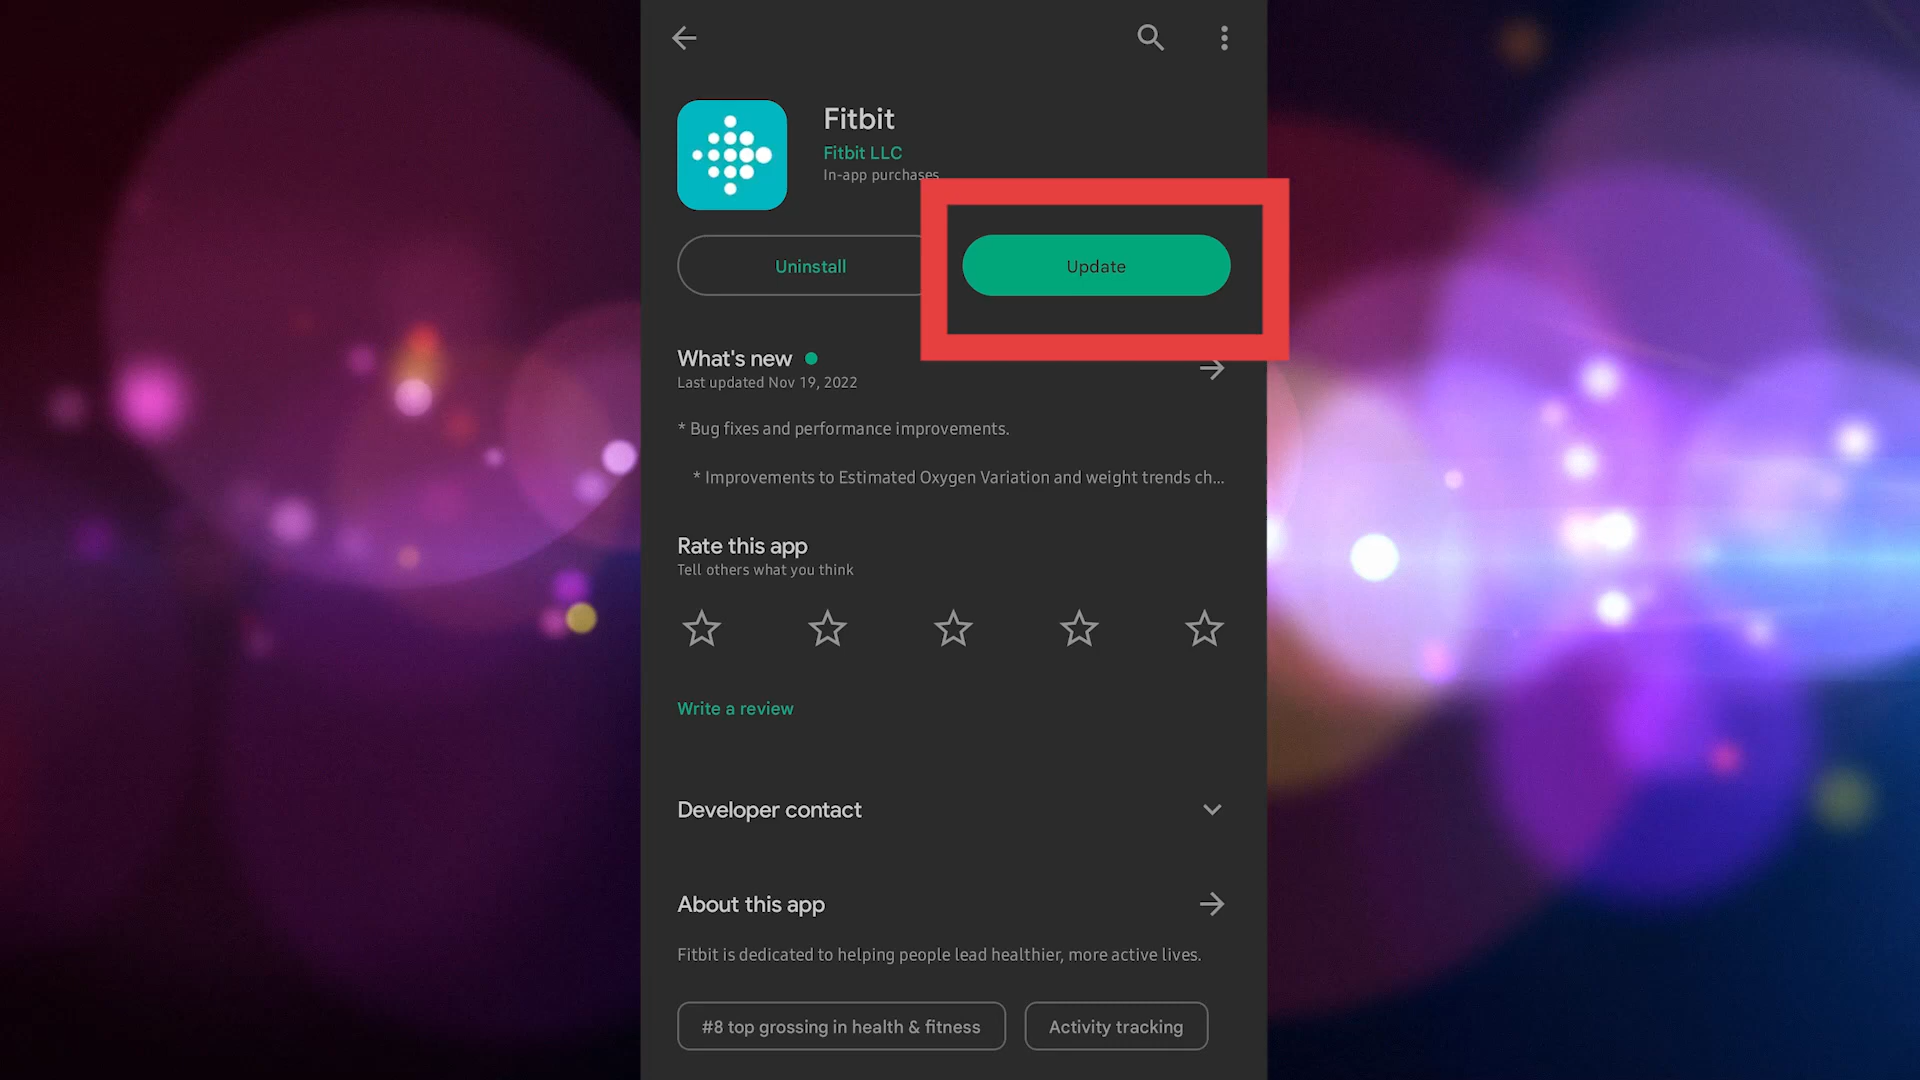 Fitbit
Fitbit LLC
In-app purchases
Uninstall
Update
What's new
Last updated Nov 19, 2022
* Bug fixes and performance improvements.
* Improvements to Estimated Oxygen Variation and weight trends ch...
Rate this app
Tell others what you think
Write a review
Developer contact
About this app
Fitbit is dedicated to helping people lead healthier, more active lives.
#8 top grossing in health & fitness
Activity tracking